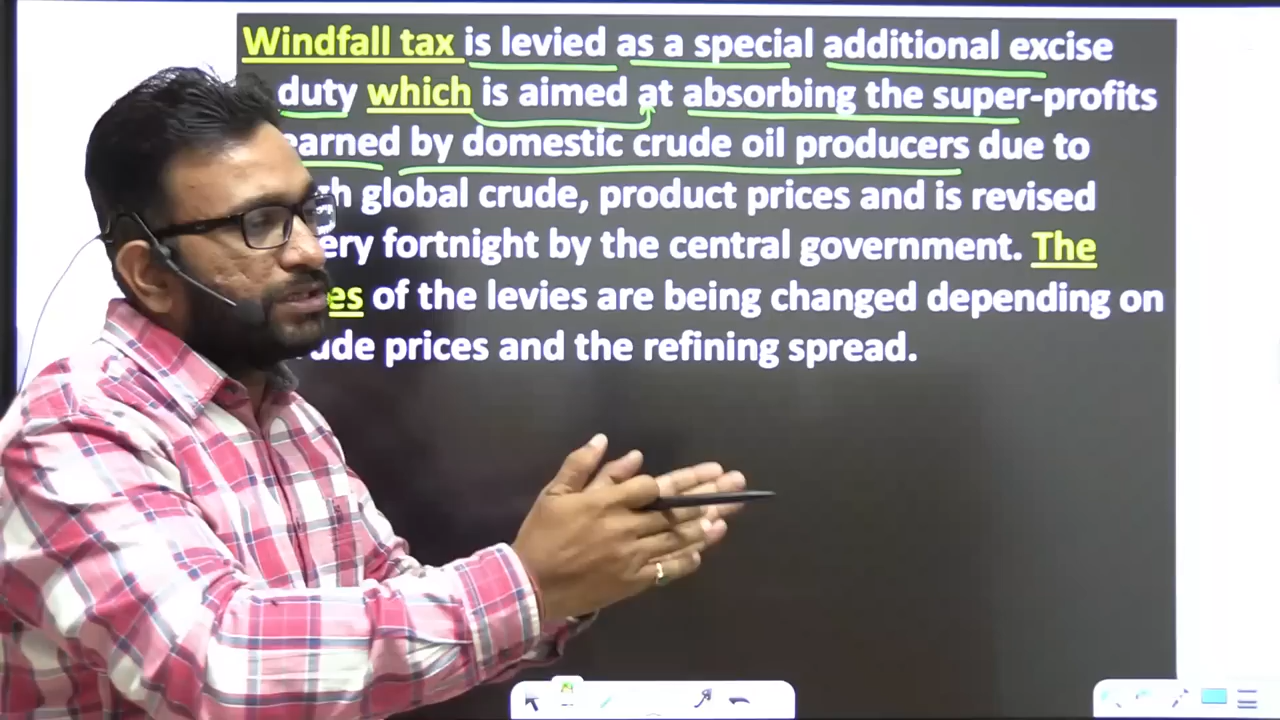 Windfall tax is levied as a special additional excise
duty which is aimed at absorbing the super-profits
earned by domestic crude oil producers due to
global crude, product prices and is revised
fortnight by the central government. The
of the levies are being changed depending on
prices and the refining spread.